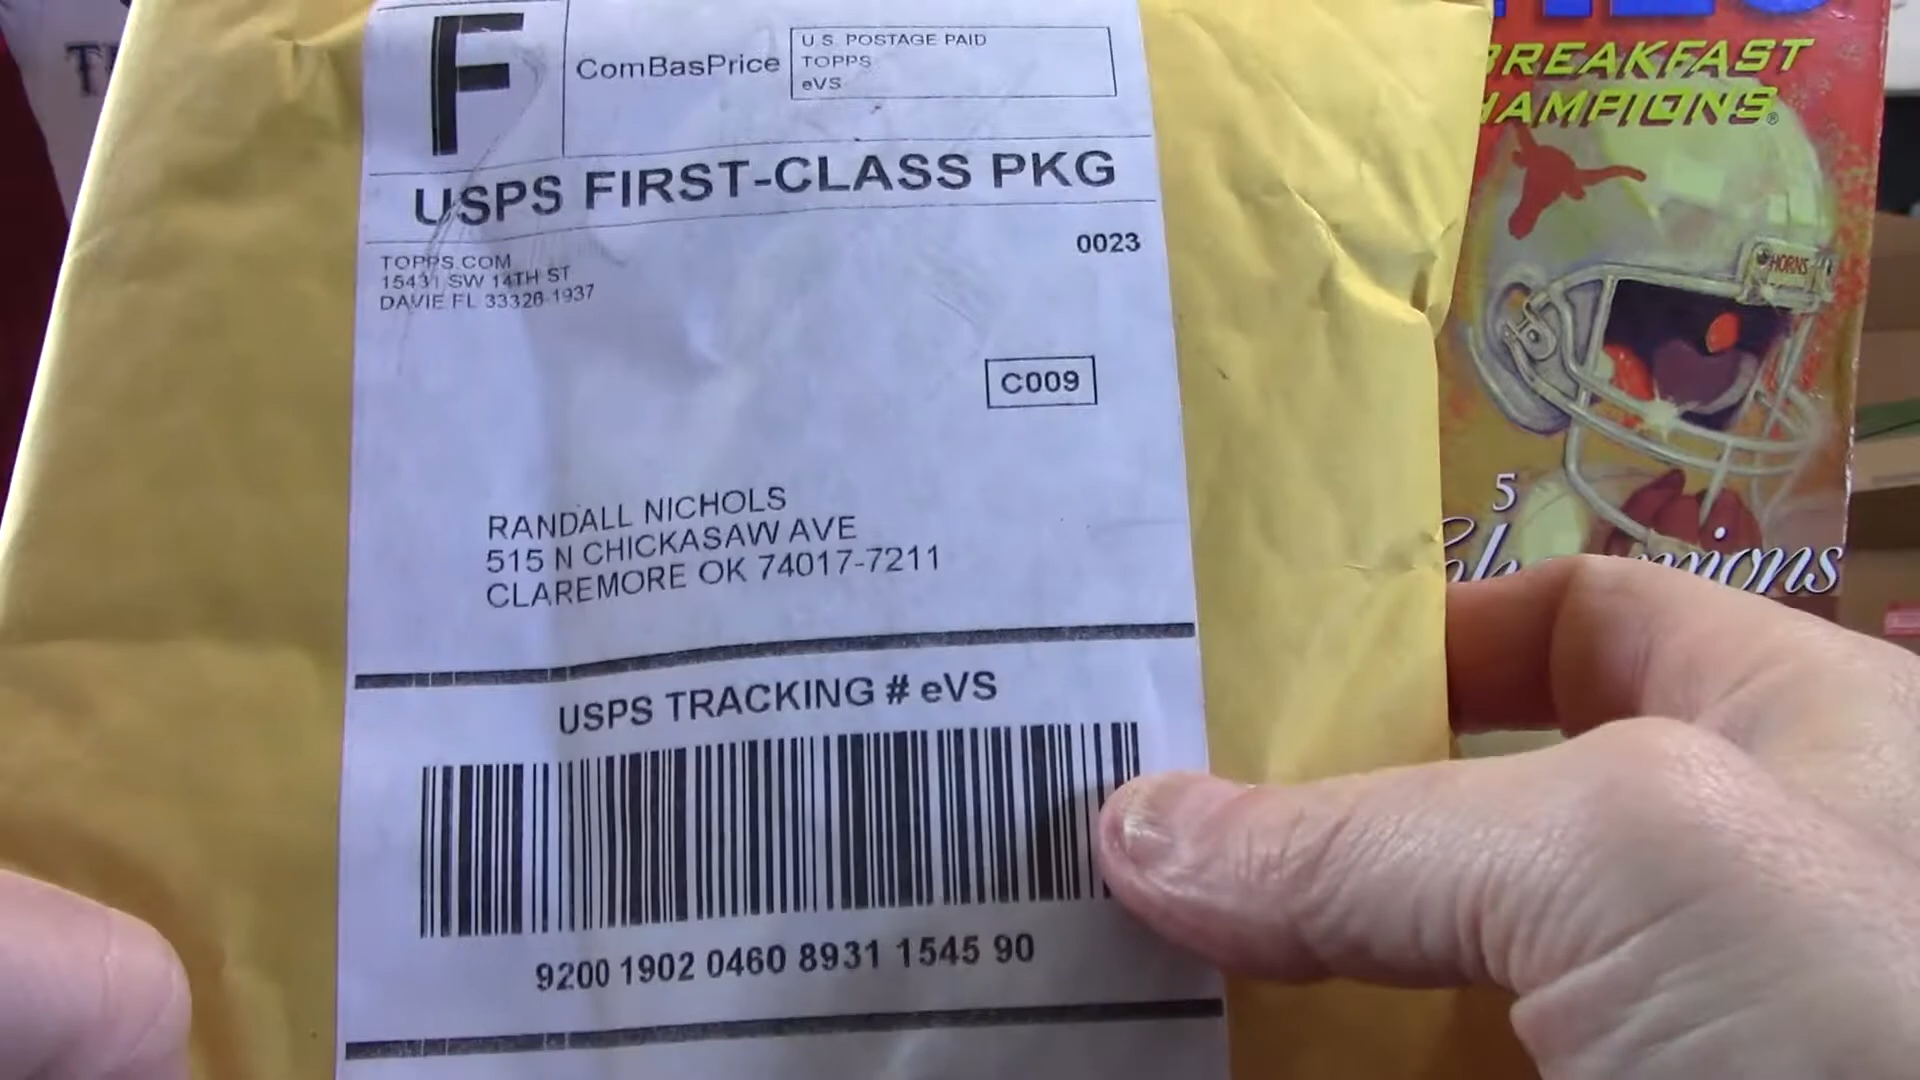 F
ComBasPrice
U.S. POSTAGE PAID
TOPPS
eVS
USPS FIRST-CLASS PKG
0023
TOPPS.COM
15431 SW 14TH ST
DAVIE FL 33326-1937
C009
RANDALL NICHOLS
515 N CHICKASAW AVE
CLAREMORE OK 74017-7211
USPS TRACKING # eVS
9200 1902 0460 8931 1545 90
BREAKFAST
HAMPIONS®
HORNS
5